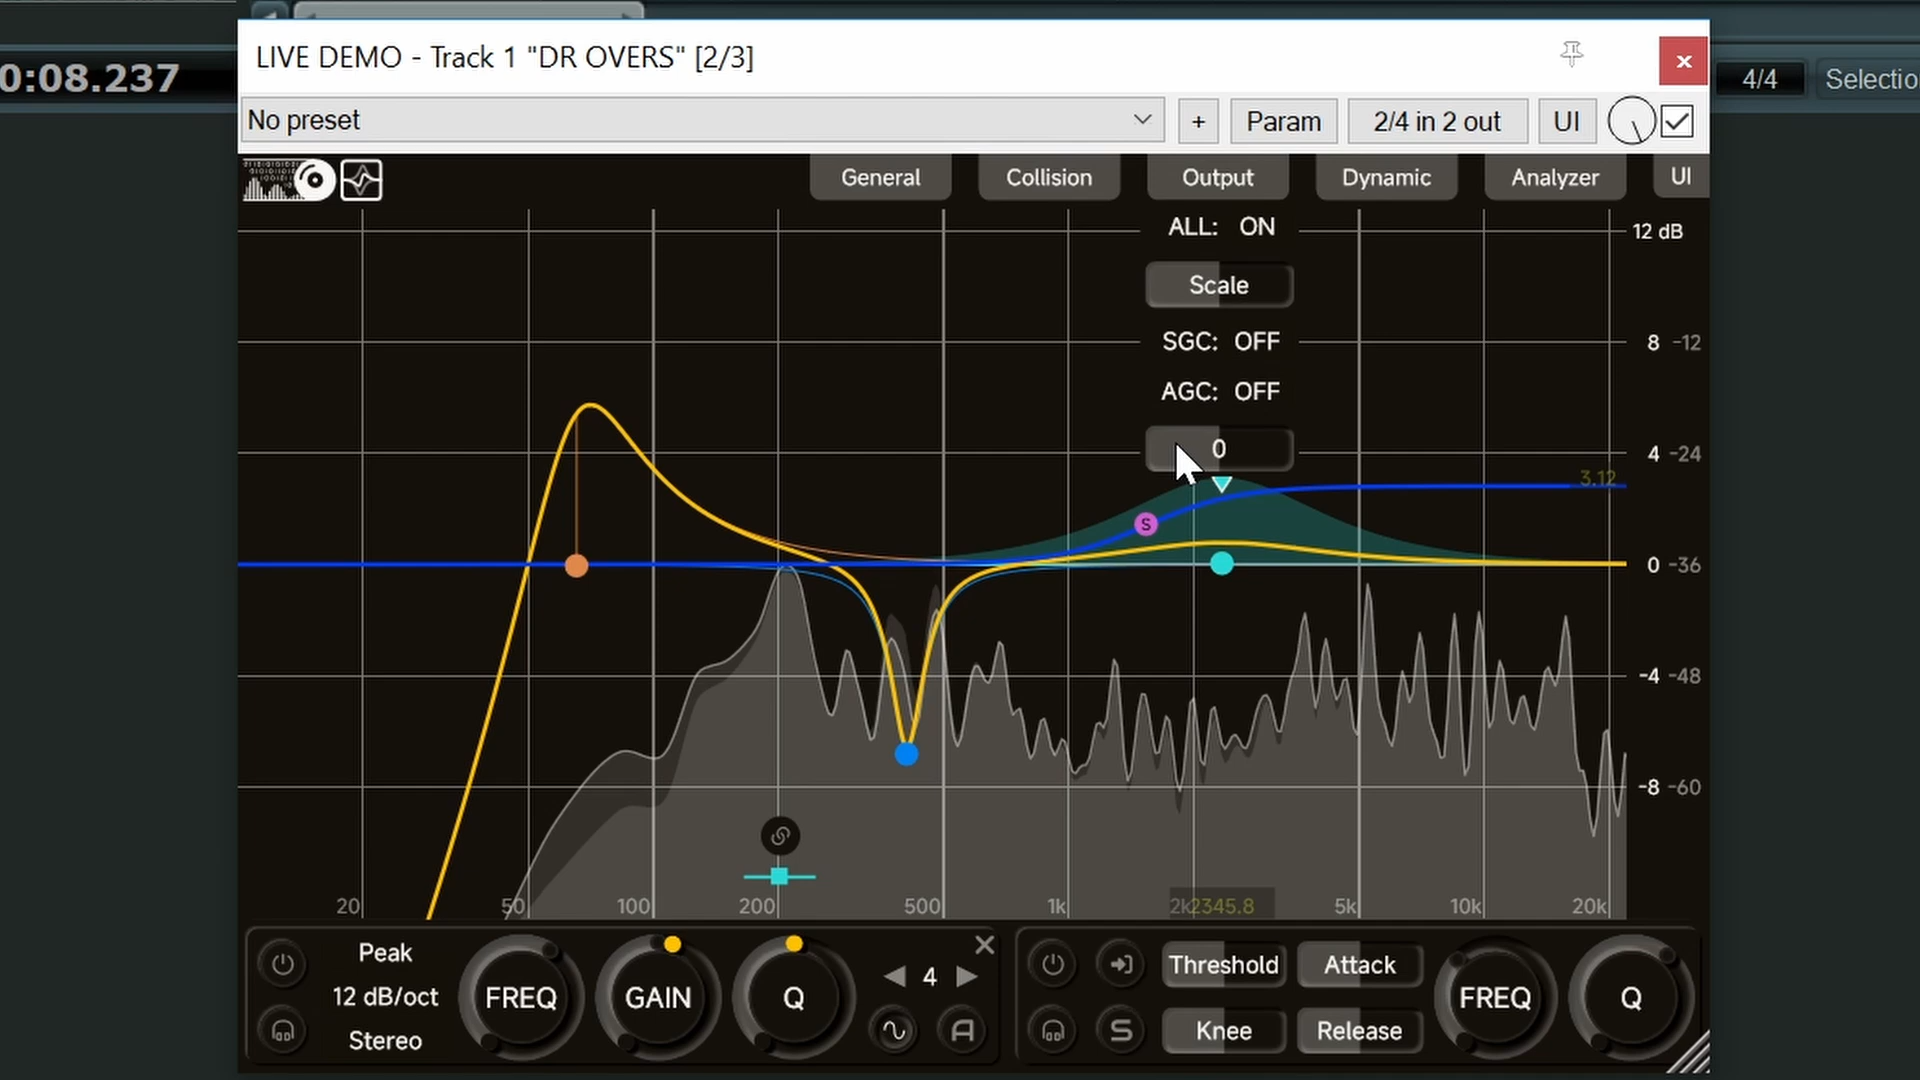 0:08.237
LIVE DEMO - Track 1 "DR OVERS" [2/3]
4/4
Selectio
No preset
+
Param
2/4 in 2 out
UI
General
Collision
Output
Dynamic
Analyzer
UI
ALL: ON
12 dB
Scale
SGC: OFF
8 -12
AGC: OFF
0
4 -24
3.12
S
0 -36
-4 -48
-8 -60
20
50
100
200
500
1k
2k
2345.8
5k
10k
20k
Peak
12 dB/oct
Stereo
FREQ
GAIN
Q
4
A
Threshold
Attack
S
Knee
Release
FREQ
Q